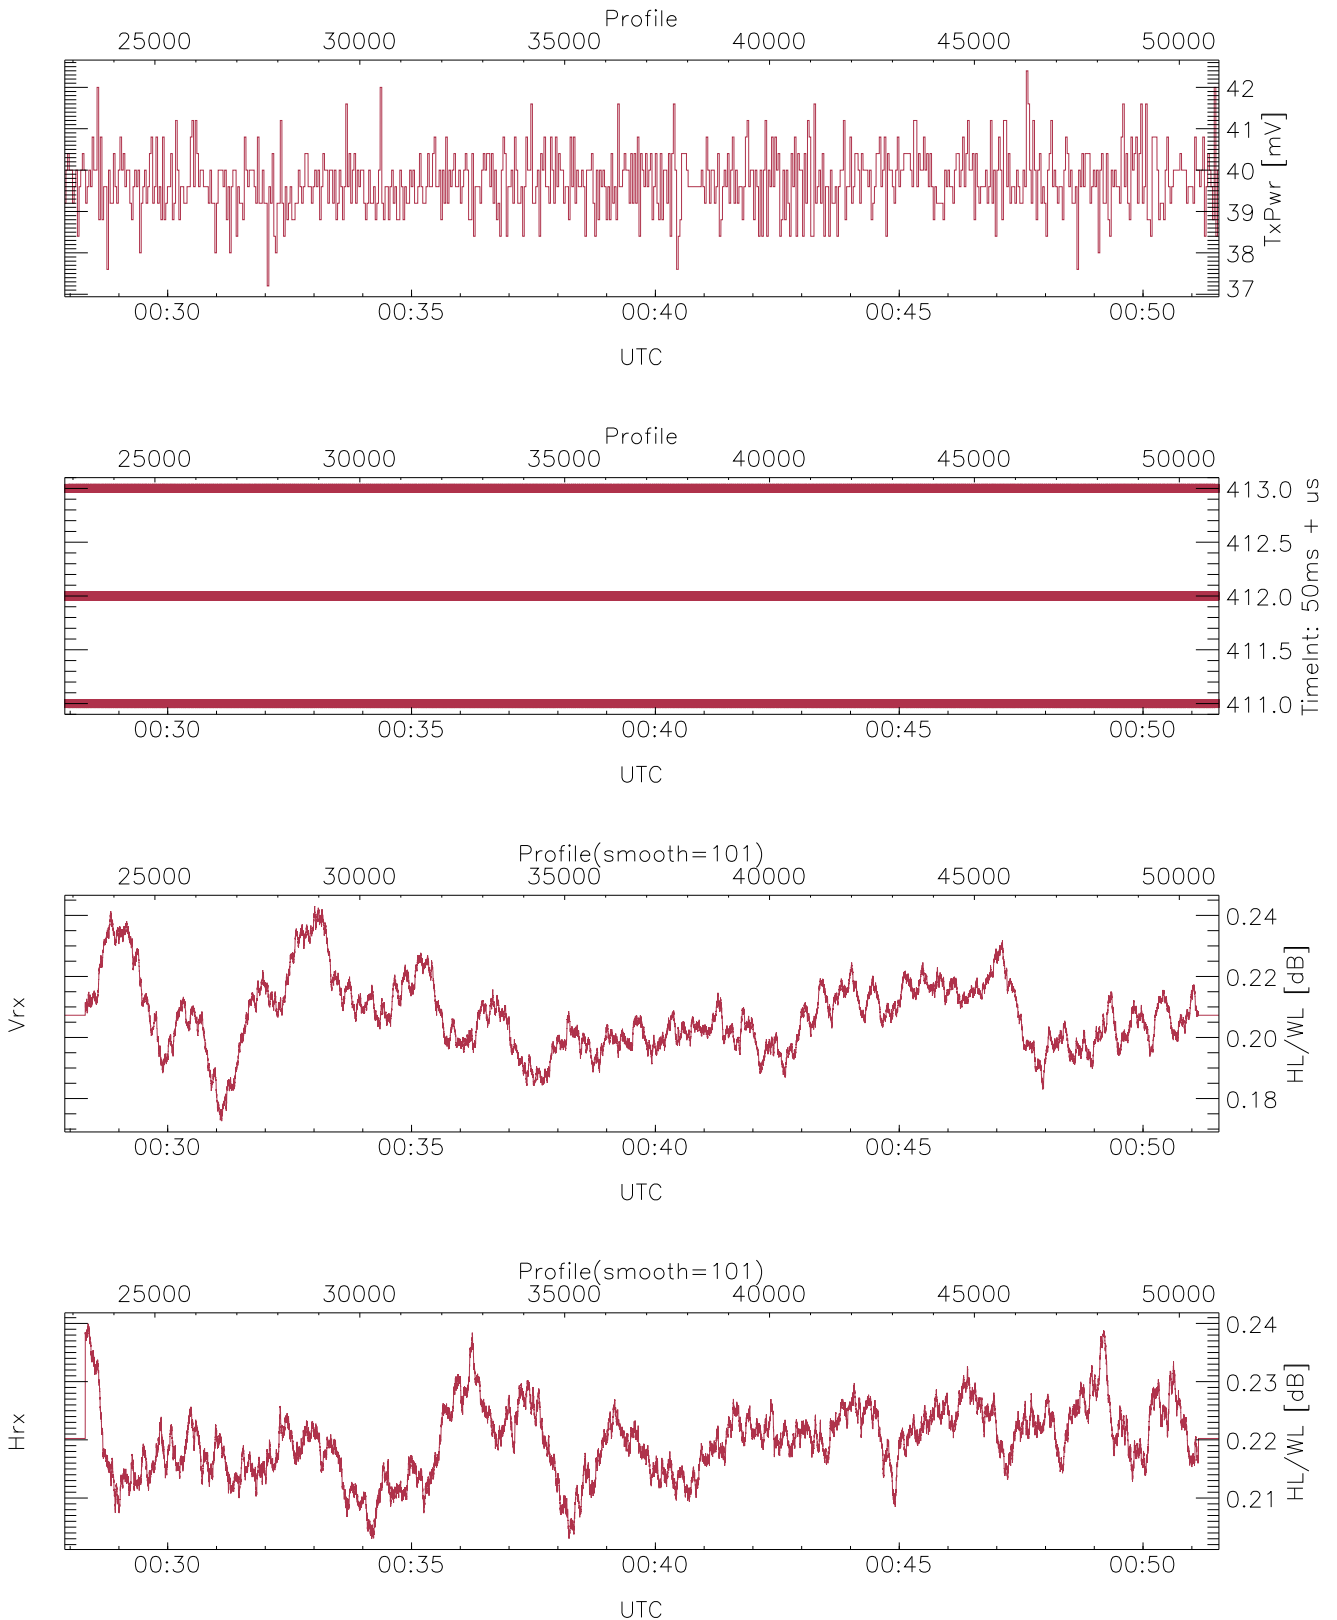 Profile
25000 30000 35000 40000 45000 50000
42
41
40
39
38
37
TxPwr [mV]
00:30 00:35 00:40 00:45 00:50
UTC
Profile
25000 30000 35000 40000 45000 50000
413.0
412.5
412.0
411.5
411.0
TimeInt: 50ms + us
00:30 00:35 00:40 00:45 00:50
UTC
Profile(smooth=101)
25000 30000 35000 40000 45000 50000
Vrx
0.24
0.22
0.20
0.18
HL/WL [dB]
00:30 00:35 00:40 00:45 00:50
UTC
Profile(smooth=101)
25000 30000 35000 40000 45000 50000
Hrx
0.24
0.23
0.22
0.21
HL/WL [dB]
00:30 00:35 00:40 00:45 00:50
UTC